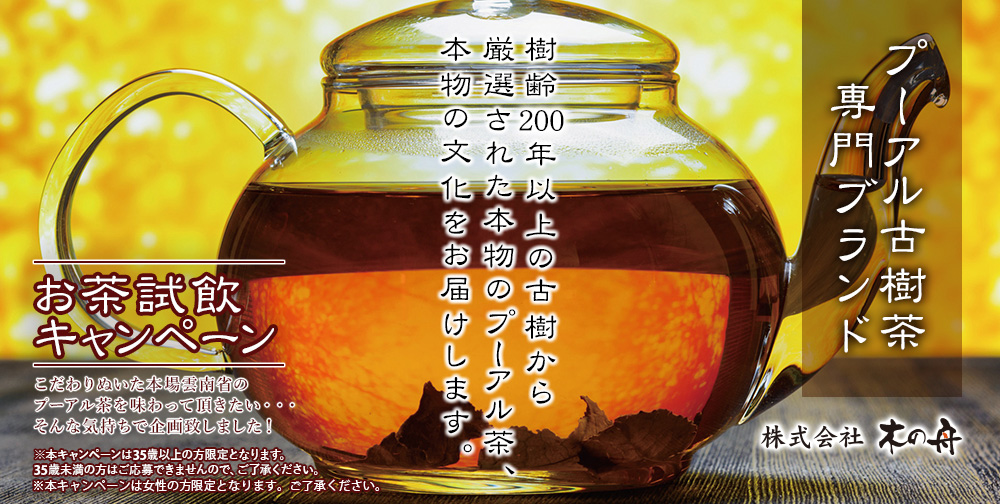 プーアル古樹茶
専門ブランド
樹齢200年以上の古樹から
厳選された本物のプーアル茶、
本物の文化をお届けします。
お茶試飲
キャンペーン
こだわりぬいた本場雲南省の
プーアル茶を味わって頂きたい・・・
そんな気持ちで企画致しました!
※本キャンペーンは35歳以上の方限定となります。
35歳未満の方はご応募できませんので、ご了承ください。
※本キャンペーンは女性の方限定となります。ご了承ください。
株式会社 木の舟